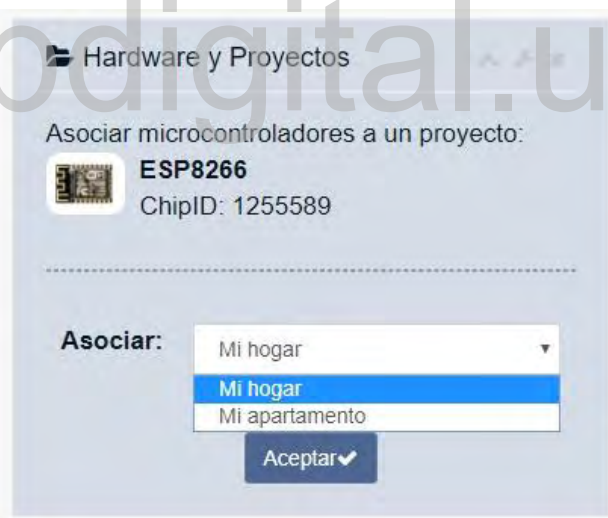 odigital.u
Hardware y Proyectos
Asociar microcontroladores a un proyecto:
ESP8266
ChipID: 1255589
Asociar:
Mi hogar
Mi hogar
Mi apartamento
Aceptar